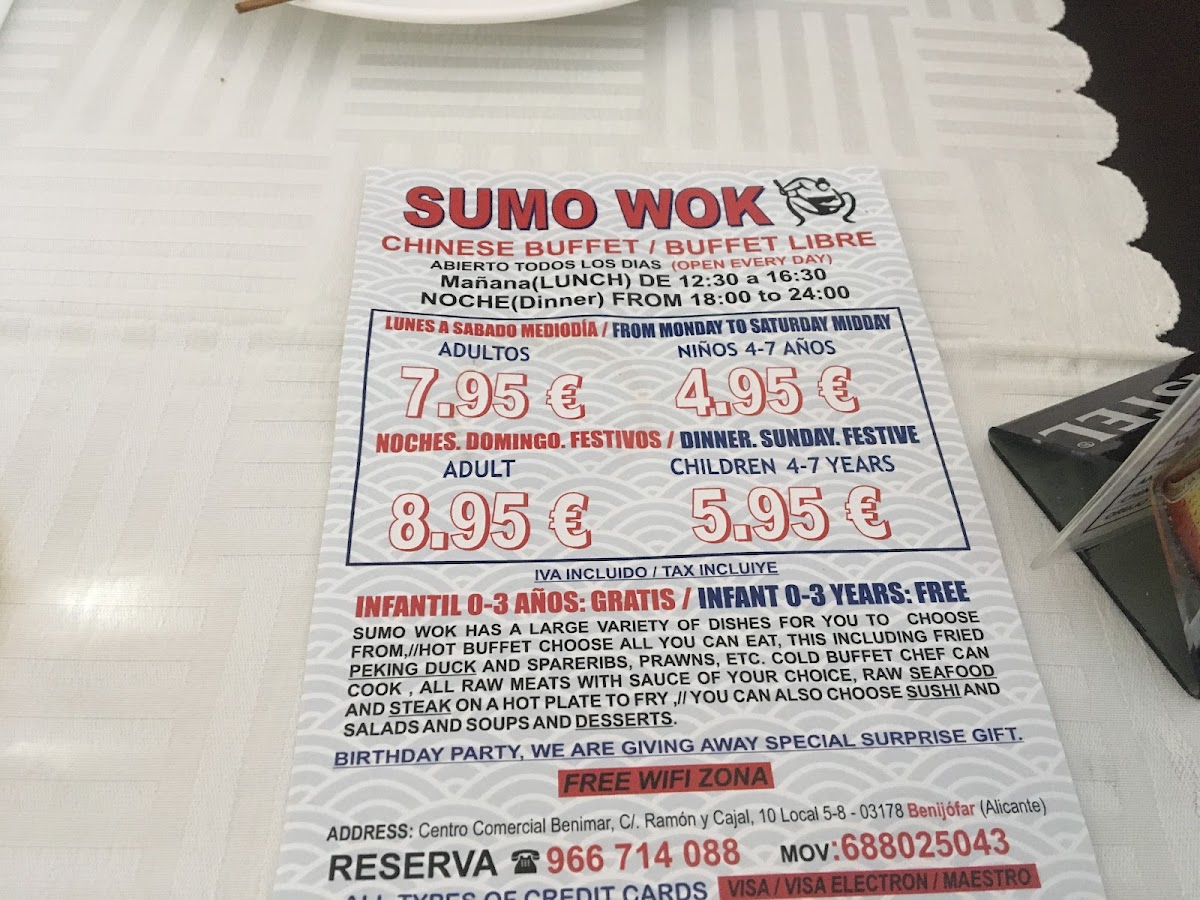 SUMO WOK
CHINESE BUFFET / BUFFET LIBRE
ABIERTO TODOS LOS DIAS (OPEN EVERY DAY)
Mañana(LUNCH) DE 12:30 a 16:30
NOCHE(Dinner) FROM 18:00 to 24:00
LUNES A SABADO MEDIODÍA / FROM MONDAY TO SATURDAY MIDDAY
ADULTOS NIÑOS 4-7 AÑOS
7.95 € 4.95 €
NOCHES. DOMINGO. FESTIVOS / DINNER. SUNDAY. FESTIVE
ADULT CHILDREN 4-7 YEARS
8.95 € 5.95 €
IVA INCLUIDO / TAX INCLUIYE
INFANTIL 0-3 AÑOS: GRATIS / INFANT 0-3 YEARS: FREE
SUMO WOK HAS A LARGE VARIETY OF DISHES FOR YOU TO CHOOSE
FROM,//HOT BUFFET CHOOSE ALL YOU CAN EAT, THIS INCLUDING FRIED
PEKING DUCK AND SPARERIBS, PRAWNS, ETC. COLD BUFFET CHEF CAN
COOK , ALL RAW MEATS WITH SAUCE OF YOUR CHOICE, RAW SEAFOOD
AND STEAK ON A HOT PLATE TO FRY ,// YOU CAN ALSO CHOOSE SUSHI AND
SALADS AND SOUPS AND DESSERTS.
BIRTHDAY PARTY, WE ARE GIVING AWAY SPECIAL SURPRISE GIFT.
FREE WIFI ZONA
ADDRESS: Centro Comercial Benimar, C/. Ramón y Cajal, 10 Local 5-8 - 03178 Benijófar (Alicante)
RESERVA ☎ 966 714 088 MOV:688025043
ALL TYPES OF CREDIT CARDS VISA / VISA ELECTRON / MAESTRO